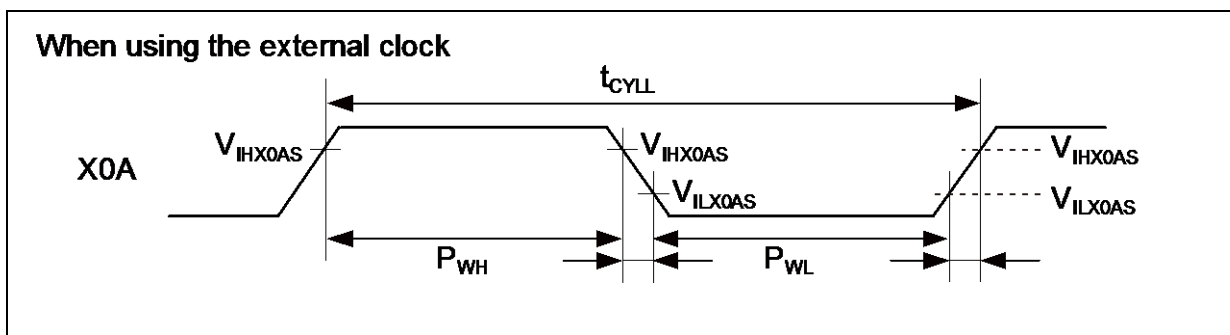 When using the external clock
tCYLL
VIHX0AS
VIHX0AS
VIHX0AS
X0A
VILX0AS
VILX0AS
PWH
PWL